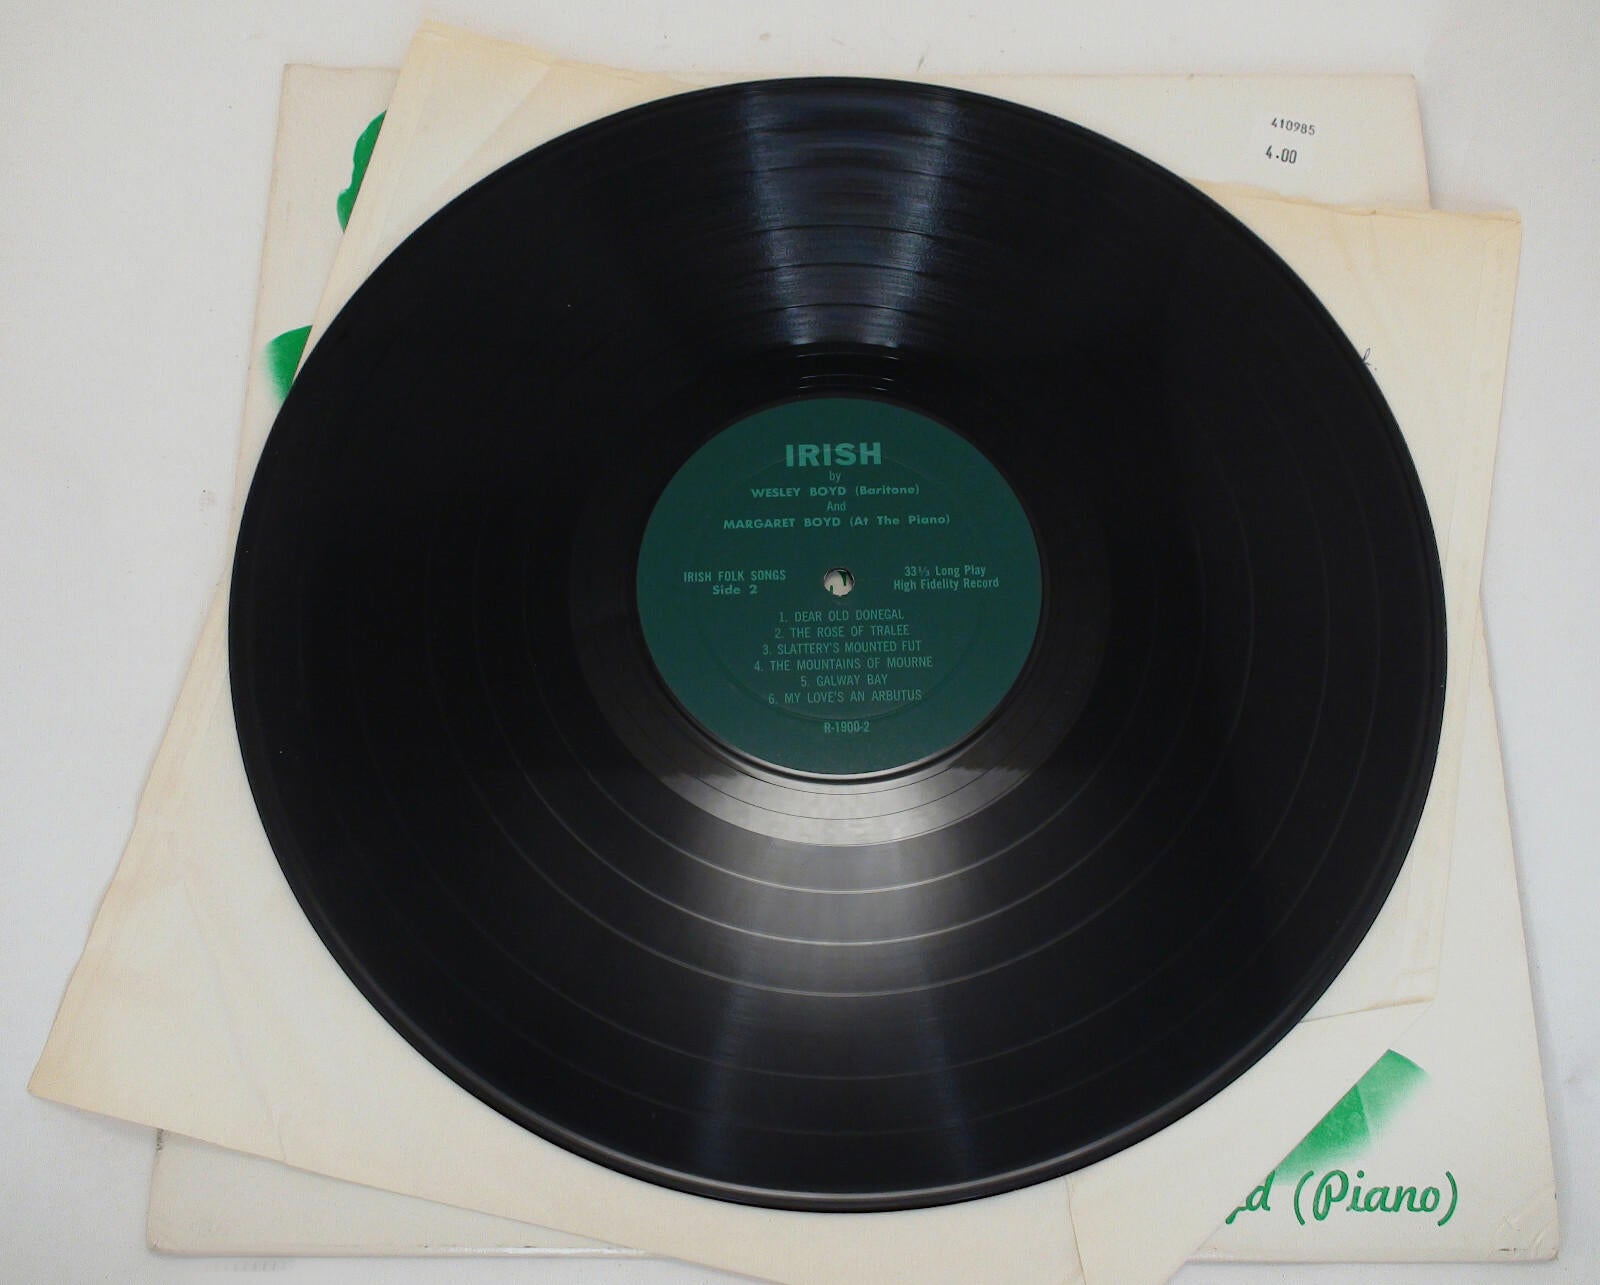 410985
4.00
IRISH
by
WESLEY BOYD (Baritone)
And
MARGARET BOYD (At The Piano)
IRISH FOLK SONGS
Side 2
33⅓ Long Play
High Fidelity Record
1. DEAR OLD DONEGAL
2. THE ROSE OF TRALEE
3. SLATTERY'S MOUNTED FUT
4. THE MOUNTAINS OF MOURNE
5. GALWAY BAY
6. MY LOVE'S AN ARBUTUS
R-1900-2
(Piano)